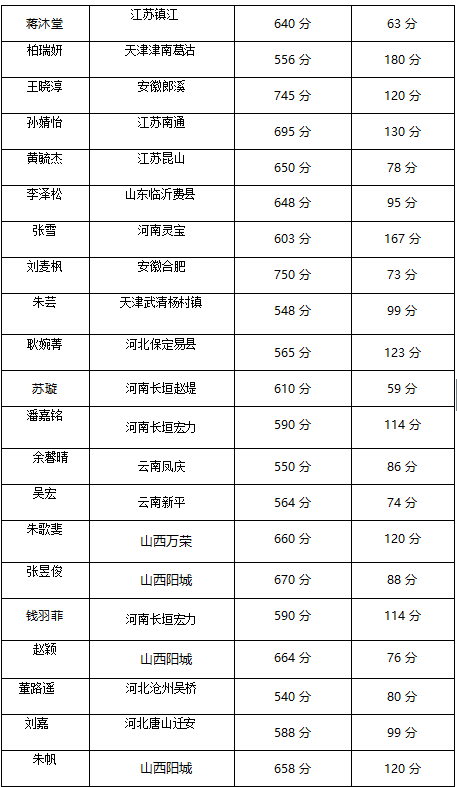 蒋沐堂 江苏镇江 640 分 63 分
柏瑞妍 天津津南葛沽 556 分 180 分
王晓淳 安徽郎溪 745 分 120 分
孙婧怡 江苏南通 695 分 130 分
黄毓杰 江苏昆山 650 分 78 分
李泽松 山东临沂费县 648 分 95 分
张雪 河南灵宝 603 分 167 分
刘麦枫 安徽合肥 750 分 73 分
朱芸 天津武清杨村镇 548 分 99 分
耿婉菁 河北保定易县 565 分 123 分
苏璇 河南长垣赵堤 610 分 59 分
潘嘉铭 河南长垣宏力 590 分 114 分
余馨晴 云南凤庆 550 分 86 分
吴宏 云南新平 564 分 74 分
朱歌斐 山西万荣 660 分 120 分
张昱俊 山西阳城 670 分 88 分
钱羽菲 河南长垣宏力 590 分 114 分
赵颖 山西阳城 664 分 76 分
董路遥 河北沧州吴桥 540 分 80 分
刘嘉 河北唐山迁安 588 分 99 分
朱帆 山西阳城 658 分 120 分